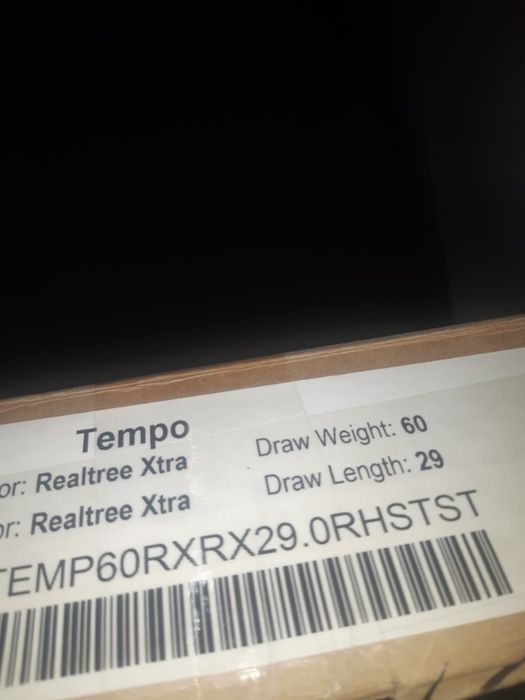 Tempo
or: Realtree Xtra
Draw Weight: 60
or: Realtree Xtra
Draw Length: 29
TEMP60RXRX29.0RHSTST